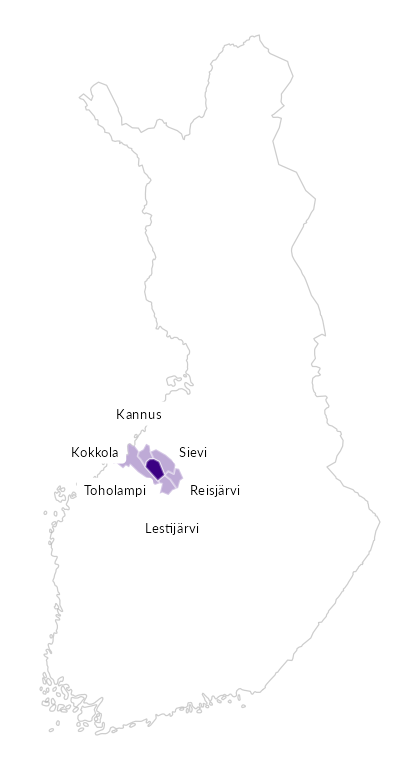 Kannus
Kokkola
Sievi
Toholampi
Reisjärvi
Lestijärvi